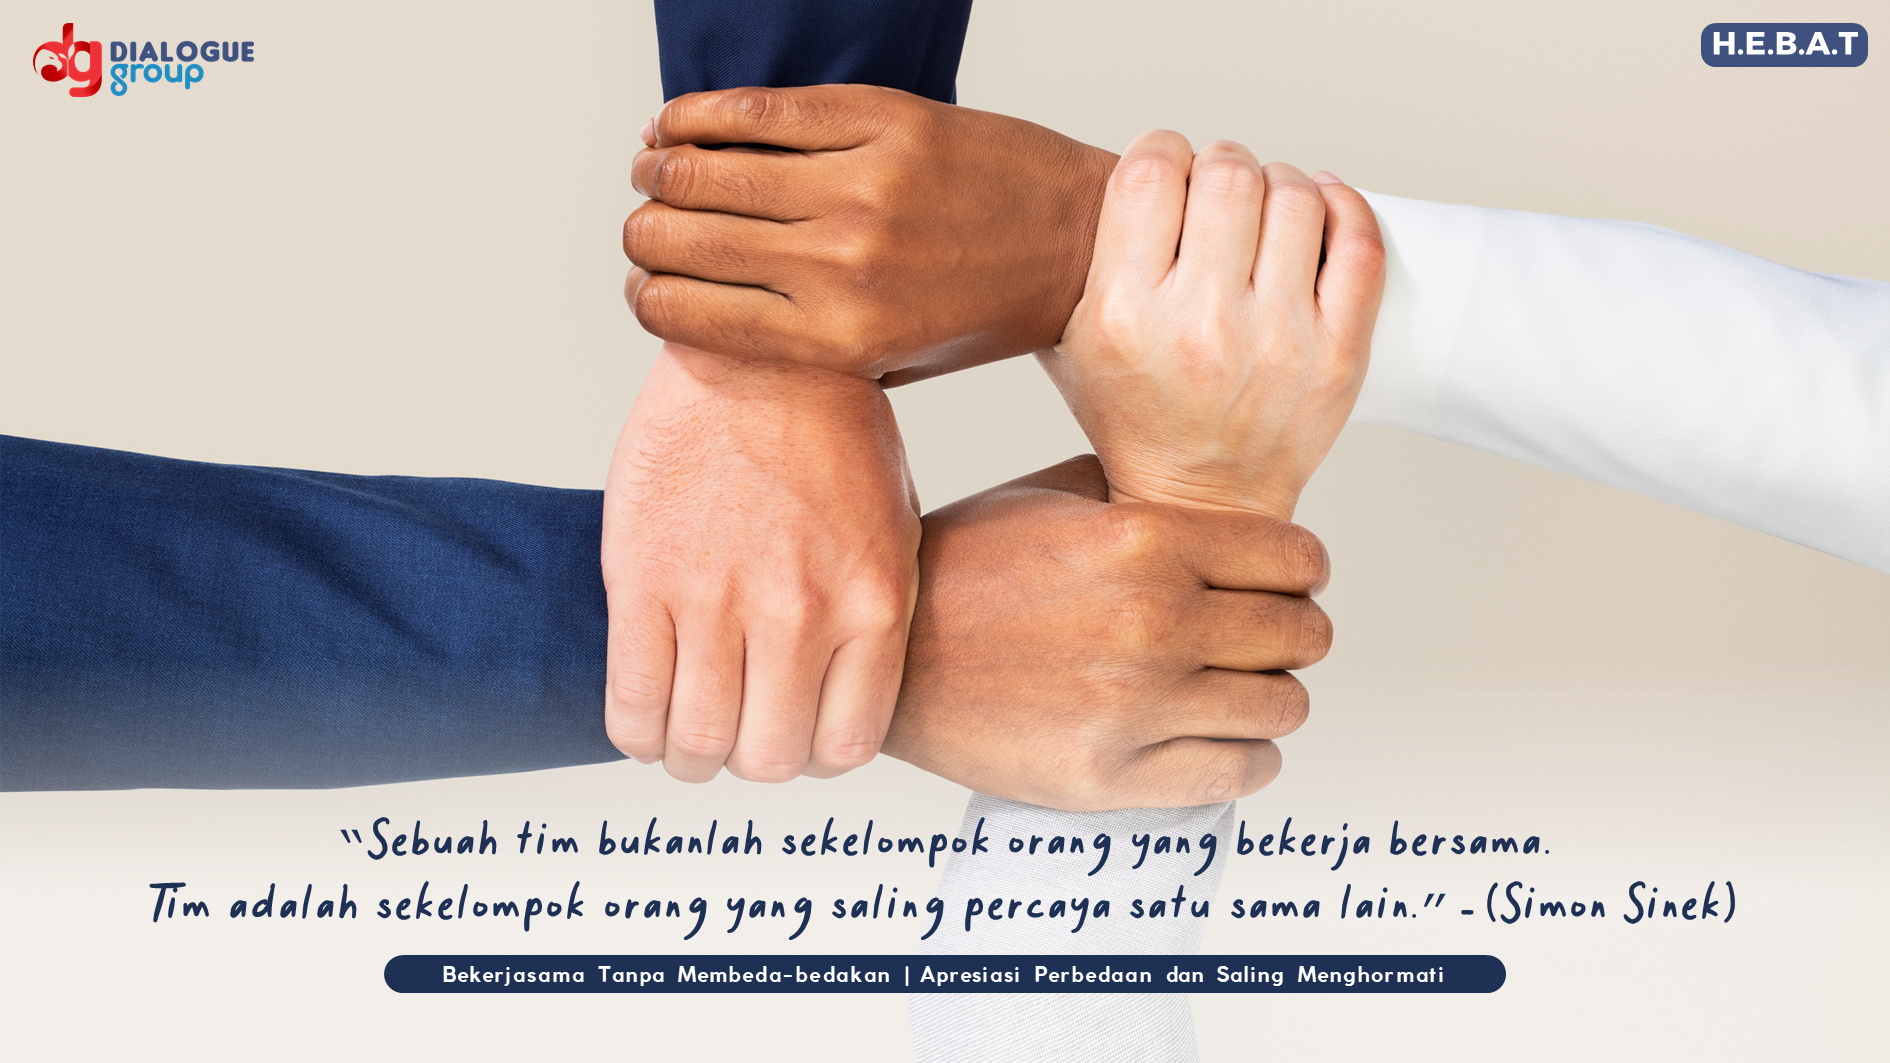 dg DIALOGUE
group
H.E.B.A.T
"Sebuah tim bukanlah sekelompok orang yang bekerja bersama.
Tim adalah sekelompok orang yang saling percaya satu sama lain." - (Simon Sinek)
Bekerjasama Tanpa Membeda-bedakan | Apresiasi Perbedaan dan Saling Menghormati